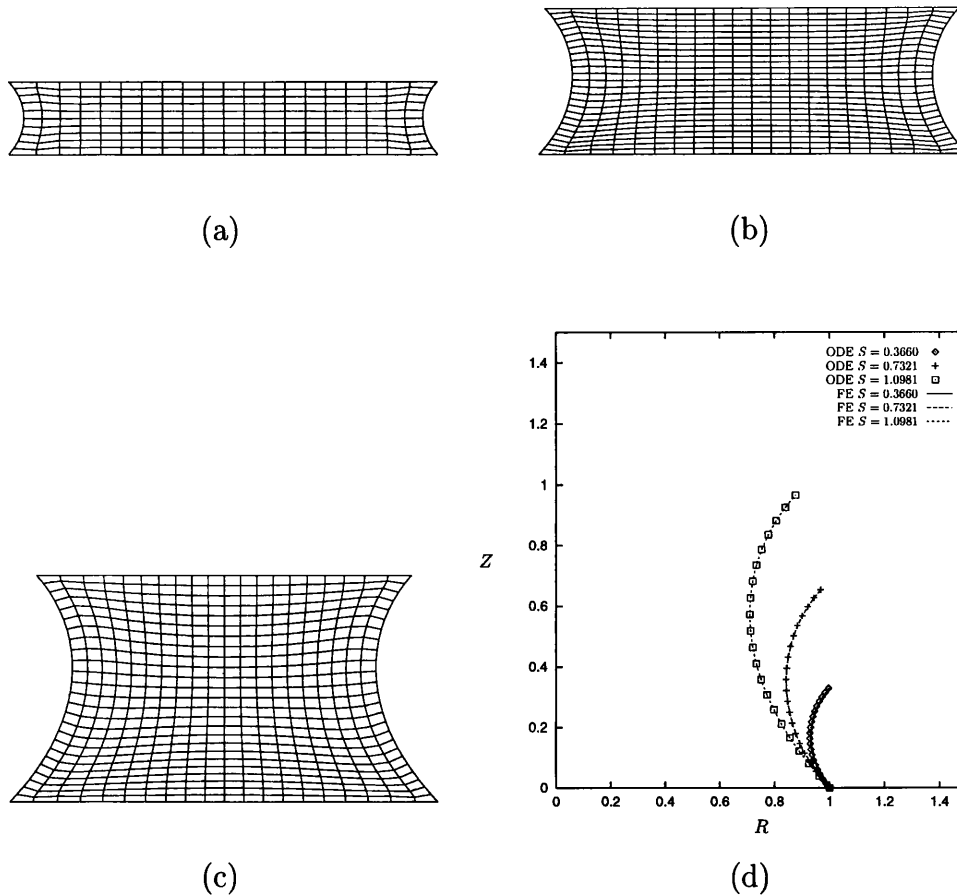 (a)
(b)
(c)
ODE S = 0.3660
ODE S = 0.7321
ODE S = 1.0981
FE S = 0.3660
FE S = 0.7321
FE S = 1.0981
1.4
1.2
1
0.8
0.6
0.4
0.2
0
Z
0 0.2 0.4 0.6 0.8 1 1.2 1.4
R
(d)